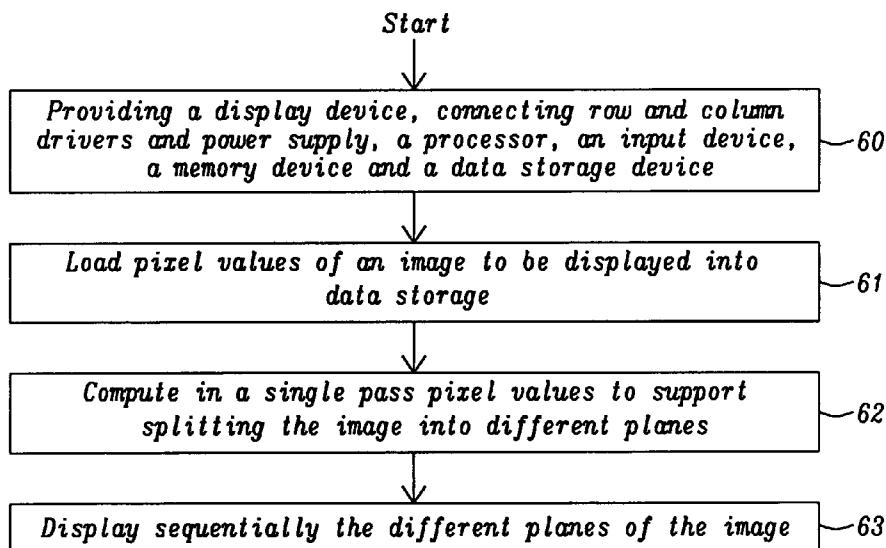 Start
Providing a display device, connecting row and column
drivers and power supply, a processor, an input device,
a memory device and a data storage device
60
Load pixel values of an image to be displayed into
data storage
61
Compute in a single pass pixel values to support
splitting the image into different planes
62
Display sequentially the different planes of the image
63